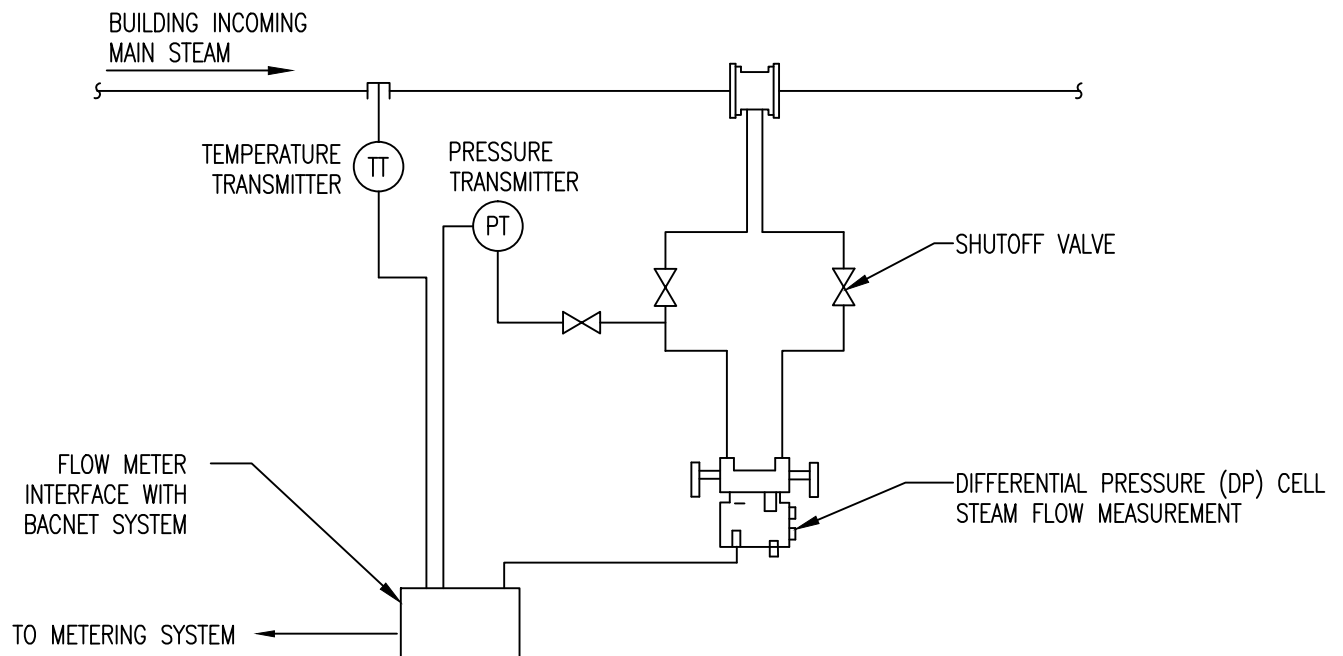 BUILDING INCOMING
MAIN STEAM
TEMPERATURE
TRANSMITTER
TT
PRESSURE
TRANSMITTER
PT
SHUTOFF VALVE
FLOW METER
INTERFACE WITH
BACNET SYSTEM
DIFFERENTIAL PRESSURE (DP) CELL
STEAM FLOW MEASUREMENT
TO METERING SYSTEM